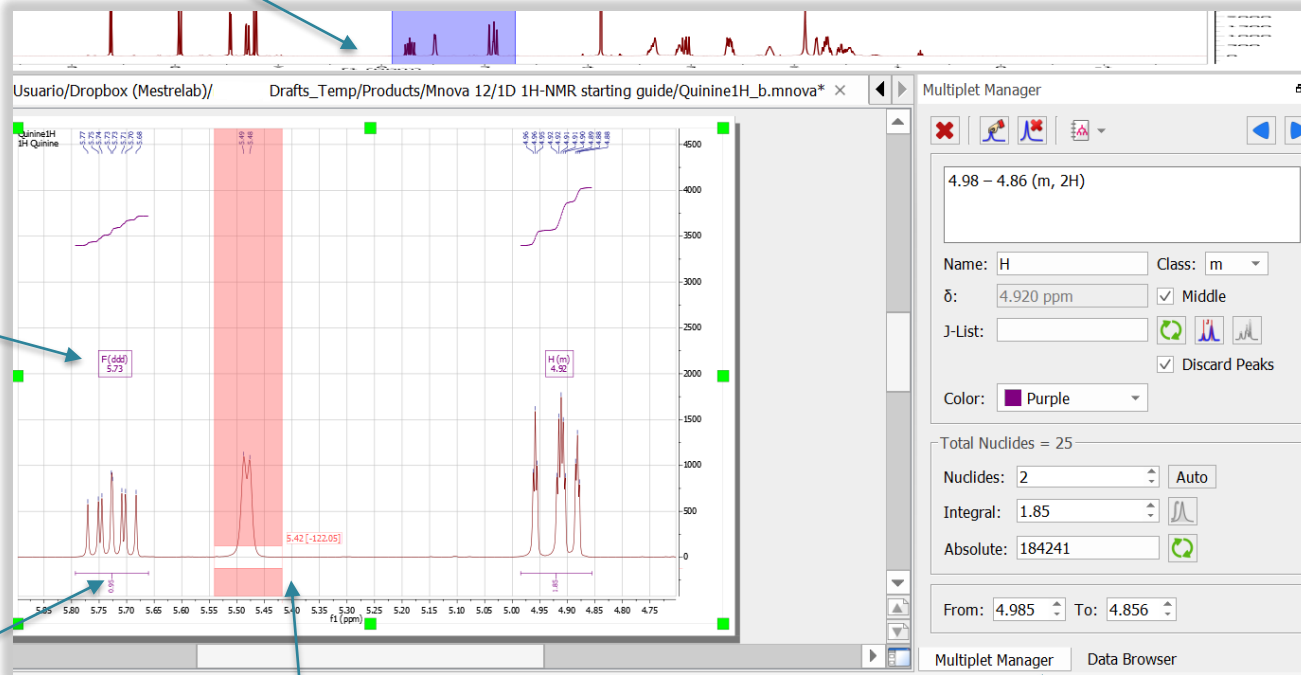 Usuario/Dropbox (Mestrelab)/ Drafts_Temp/Products/Mnova 12/1D 1H-NMR starting guide/Quinine1H_b.mnova* ×
Quinine1H
1H Quinine
5.77
5.75
5.74
5.73
5.73
5.71
5.70
5.68
5.49
5.48
4.96
4.96
4.95
4.92
4.92
4.91
4.91
4.90
4.89
4.88
4.88
F(ddd)
5.73
H (m)
4.92
5.42 [-122.05]
0.95
1.85
4500
4000
3500
3000
2500
2000
1500
1000
500
0
5.85 5.80 5.75 5.70 5.65 5.60 5.55 5.50 5.45 5.40 5.35 5.30 5.25 5.20 5.15 5.10 5.05 5.00 4.95 4.90 4.85 4.80 4.75
f1 (ppm)
Multiplet Manager
4.98 – 4.86 (m, 2H)
Name: H Class: m
δ: 4.920 ppm Middle
J-List:
Discard Peaks
Color: Purple
Total Nuclides = 25
Nuclides: 2 Auto
Integral: 1.85
Absolute: 184241
From: 4.985 To: 4.856
Multiplet Manager Data Browser